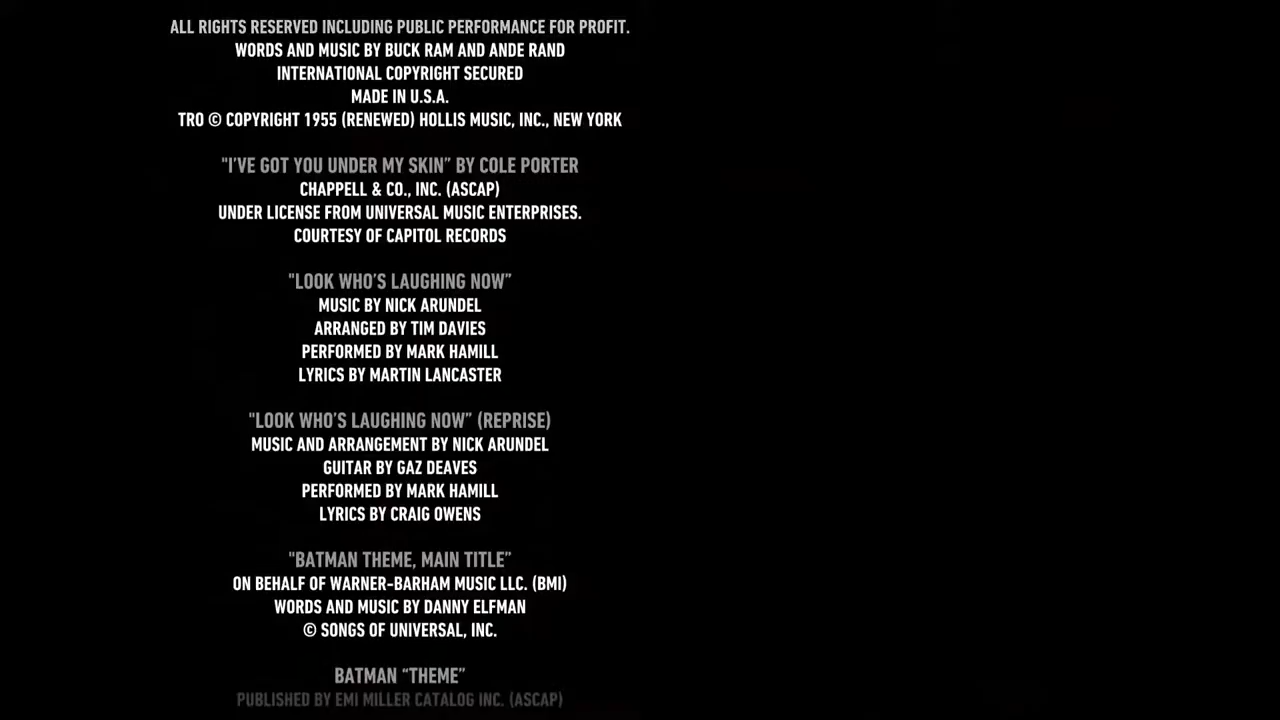 ALL RIGHTS RESERVED INCLUDING PUBLIC PERFORMANCE FOR PROFIT.
WORDS AND MUSIC BY BUCK RAM AND ANDE RAND
INTERNATIONAL COPYRIGHT SECURED
MADE IN U.S.A.
TRO © COPYRIGHT 1955 (RENEWED) HOLLIS MUSIC, INC., NEW YORK
"I'VE GOT YOU UNDER MY SKIN” BY COLE PORTER
CHAPPELL & CO., INC. (ASCAP)
UNDER LICENSE FROM UNIVERSAL MUSIC ENTERPRISES.
COURTESY OF CAPITOL RECORDS
"LOOK WHO'S LAUGHING NOW”
MUSIC BY NICK ARUNDEL
ARRANGED BY TIM DAVIES
PERFORMED BY MARK HAMILL
LYRICS BY MARTIN LANCASTER
"LOOK WHO'S LAUGHING NOW” (REPRISE)
MUSIC AND ARRANGEMENT BY NICK ARUNDEL
GUITAR BY GAZ DEAVES
PERFORMED BY MARK HAMILL
LYRICS BY CRAIG OWENS
"BATMAN THEME, MAIN TITLE”
ON BEHALF OF WARNER-BARHAM MUSIC LLC. (BMI)
WORDS AND MUSIC BY DANNY ELFMAN
© SONGS OF UNIVERSAL, INC.
BATMAN “THEME”
PUBLISHED BY EMI MILLER CATALOG INC. (ASCAP)